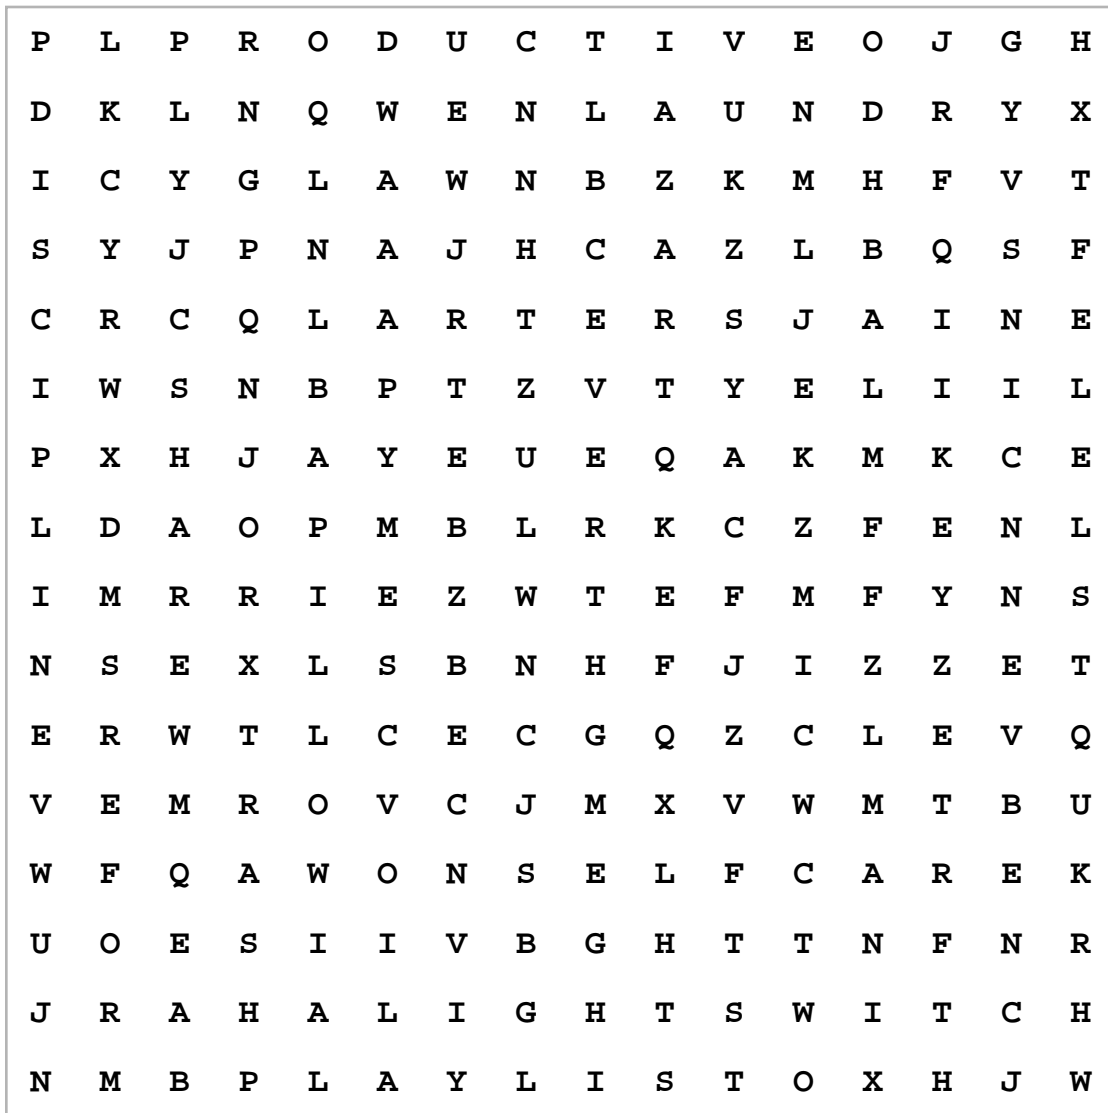 P L P R O D U C T I V E O J G H
D K L N Q W E N L A U N D R Y X
I C Y G L A W N B Z K M H F V T
S Y J P N A J H C A Z L B Q S F
C R C Q L A R T E R S J A I N E
I W S N B P T Z V T Y E L I I L
P X H J A Y E U E Q A K M K C E
L D A O P M B L R K C Z F E N L
I M R R I E Z W T E F M F Y N S
N S E X L S B N H F J I Z Z E T
E R W T L C E C G Q Z C L E V Q
V E M R O V C J M X V W M T B U
W F Q A W O N S E L F C A R E K
U O E S I I V B G H T T N F N R
J R A H A L I G H T S W I T C H
N M B P L A Y L I S T O X H J W